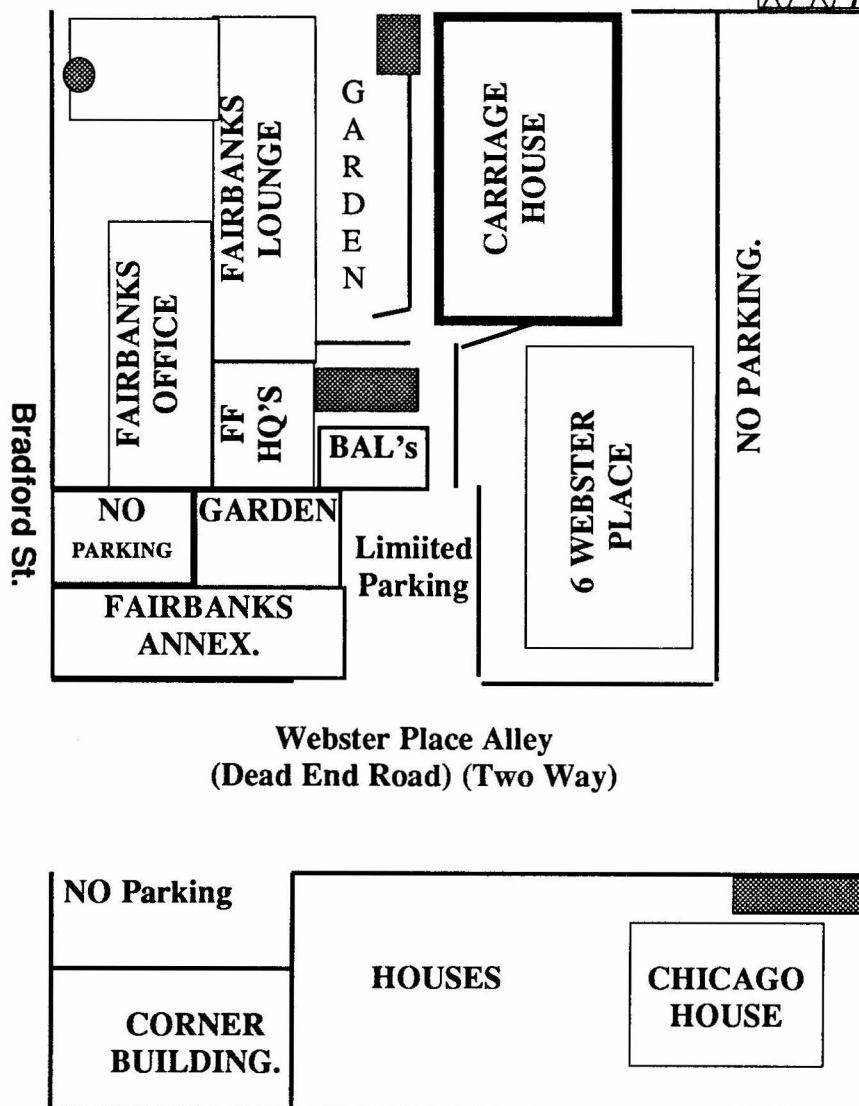 GARDEN
CARRIAGE
HOUSE
FAIRBANKS
LOUNGE
FAIRBANKS
OFFICE
NO PARKING.
FF
HQ'S
BAL's
6 WEBSTER
PLACE
Bradford St.
NO
PARKING
GARDEN
Limiited
Parking
FAIRBANKS
ANNEX.
Webster Place Alley
(Dead End Road) (Two Way)
NO Parking
HOUSES
CHICAGO
HOUSE
CORNER
BUILDING.